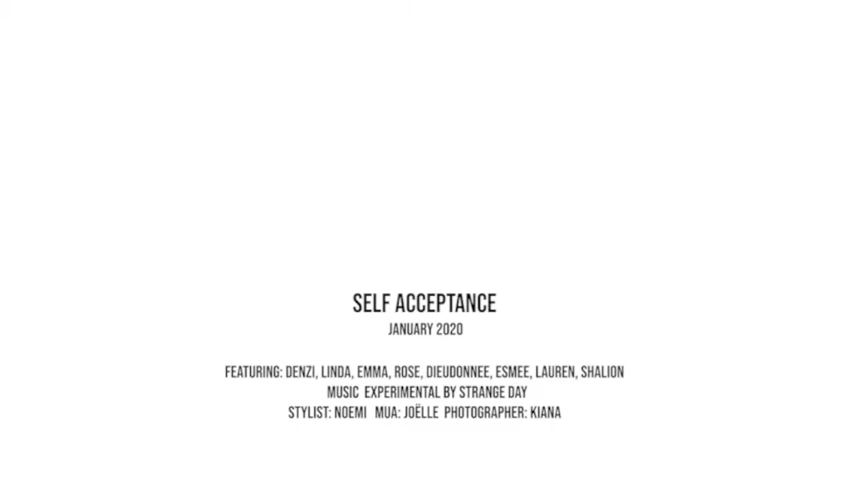 SELF ACCEPTANCE
JANUARY 2020
FEATURING: DENZI, LINDA, EMMA, ROSE, DIEUDONNEE, ESMEE, LAUREN, SHALION
MUSIC EXPERIMENTAL BY STRANGE DAY
STYLIST: NOEMI MUA: JOËLLE PHOTOGRAPHER: KIANA